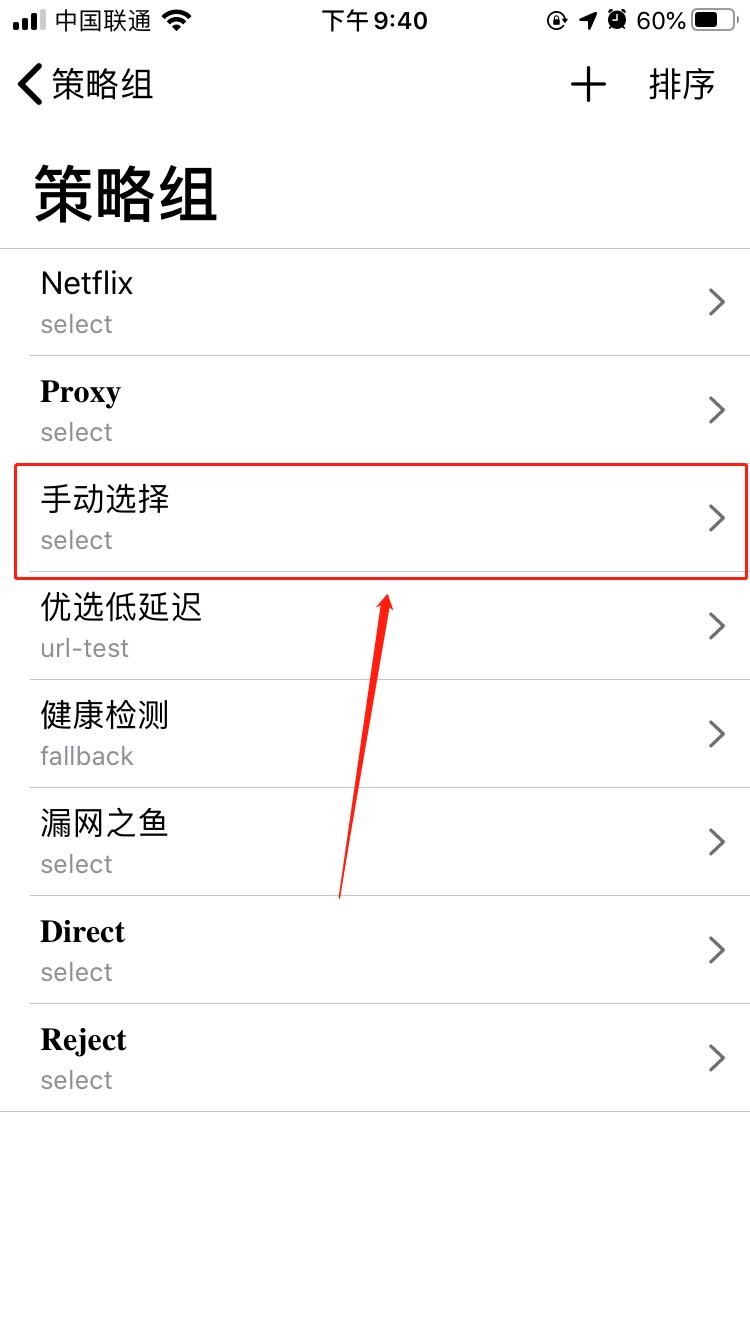 中国联通 下午 9:40 60%
策略组 排序
策略组
Netflix
select
Proxy
select
手动选择
select
优选低延迟
url-test
健康检测
fallback
漏网之鱼
select
Direct
select
Reject
select